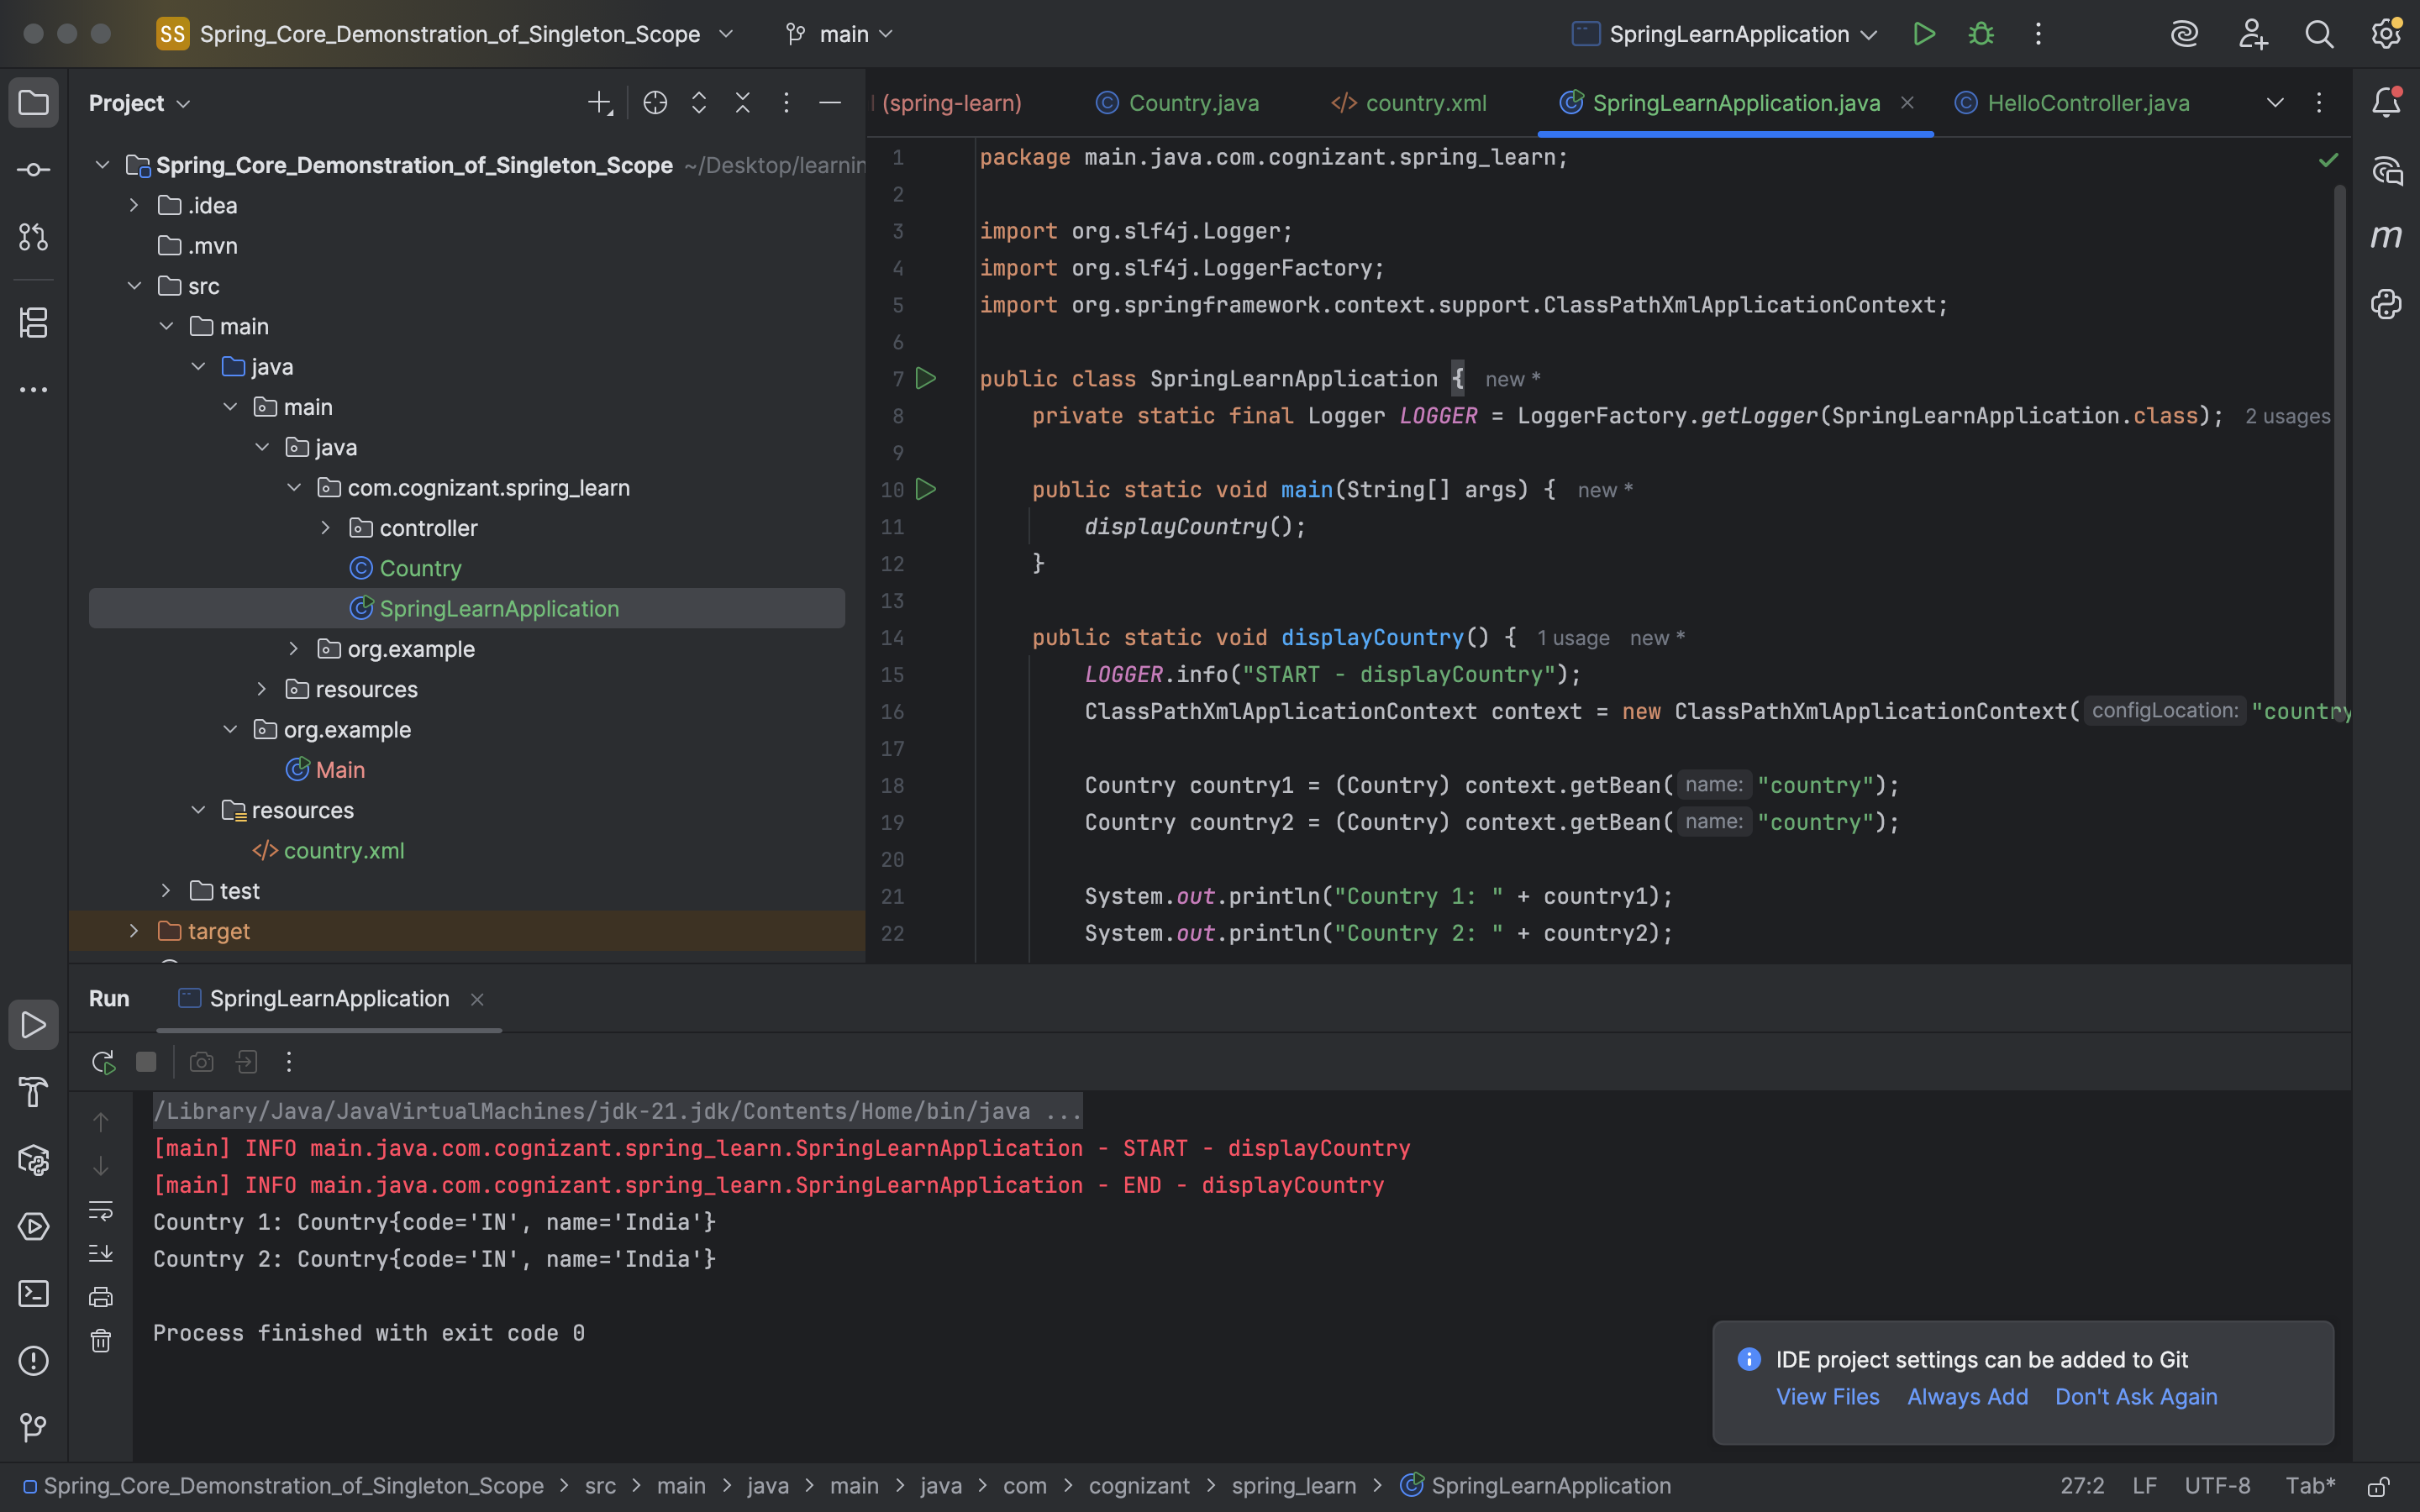 SS Spring_Core_Demonstration_of_Singleton_Scope main SpringLearnApplication
Project
(spring-learn) Country.java country.xml SpringLearnApplication.java HelloController.java
Spring_Core_Demonstration_of_Singleton_Scope ~/Desktop/learnin
.idea
.mvn
src
main
java
main
java
com.cognizant.spring_learn
controller
Country
SpringLearnApplication
org.example
resources
org.example
Main
resources
country.xml
test
target
1 package main.java.com.cognizant.spring_learn;
2
3 import org.slf4j.Logger;
4 import org.slf4j.LoggerFactory;
5 import org.springframework.context.support.ClassPathXmlApplicationContext;
6
7 public class SpringLearnApplication { new *
8 private static final Logger LOGGER = LoggerFactory.getLogger(SpringLearnApplication.class); 2 usages
9
10 public static void main(String[] args) { new *
11 displayCountry();
12 }
13
14 public static void displayCountry() { 1 usage new *
15 LOGGER.info("START - displayCountry");
16 ClassPathXmlApplicationContext context = new ClassPathXmlApplicationContext( configLocation: "country
17
18 Country country1 = (Country) context.getBean( name: "country");
19 Country country2 = (Country) context.getBean( name: "country");
20
21 System.out.println("Country 1: " + country1);
22 System.out.println("Country 2: " + country2);
Run SpringLearnApplication
/Library/Java/JavaVirtualMachines/jdk-21.jdk/Contents/Home/bin/java ...
[main] INFO main.java.com.cognizant.spring_learn.SpringLearnApplication - START - displayCountry
[main] INFO main.java.com.cognizant.spring_learn.SpringLearnApplication - END - displayCountry
Country 1: Country{code='IN', name='India'}
Country 2: Country{code='IN', name='India'}
Process finished with exit code 0
IDE project settings can be added to Git
View Files Always Add Don't Ask Again
Spring_Core_Demonstration_of_Singleton_Scope > src > main > java > main > java > com > cognizant > spring_learn > SpringLearnApplication 27:2 LF UTF-8 Tab*